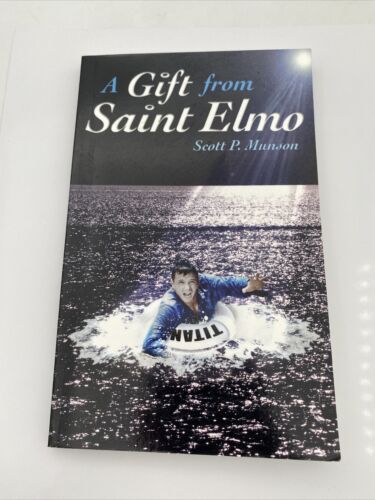 A Gift from
Saint Elmo
Scott P. Munson
TITAN